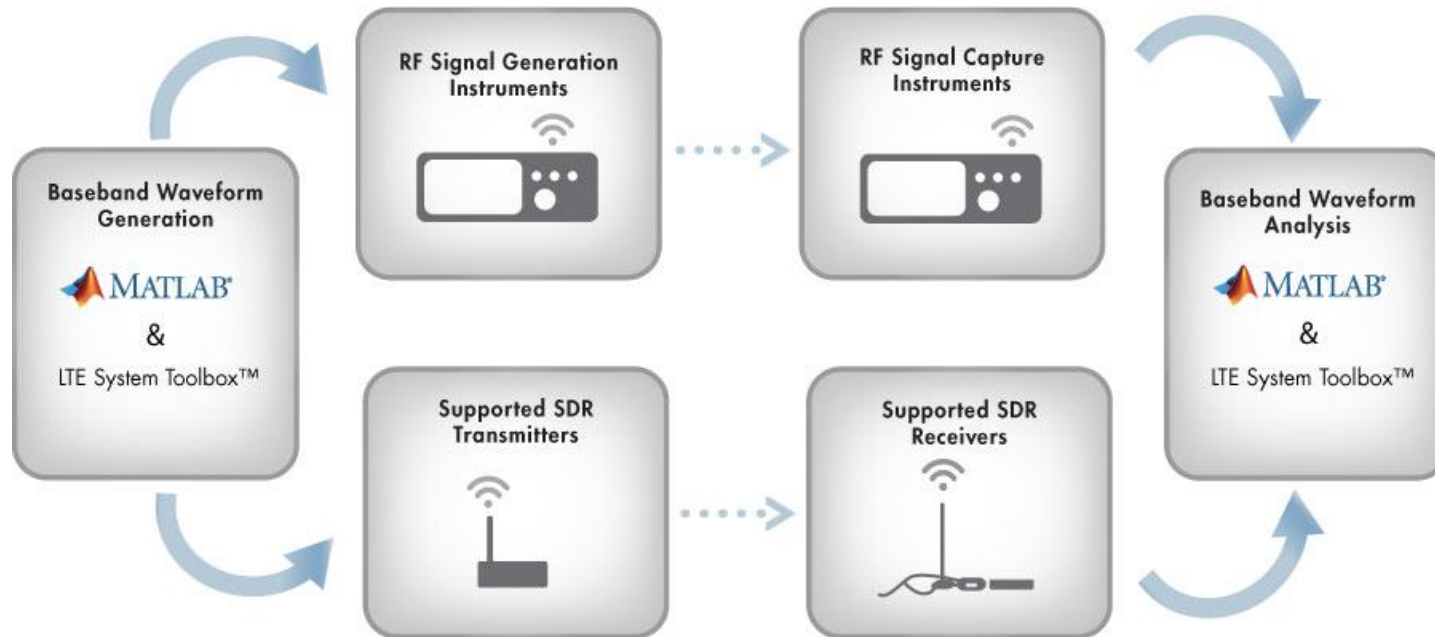 Baseband Waveform
Generation
MATLAB®
&
LTE System Toolbox™
RF Signal Generation
Instruments
RF Signal Capture
Instruments
Supported SDR
Transmitters
Supported SDR
Receivers
Baseband Waveform
Analysis
MATLAB®
&
LTE System Toolbox™